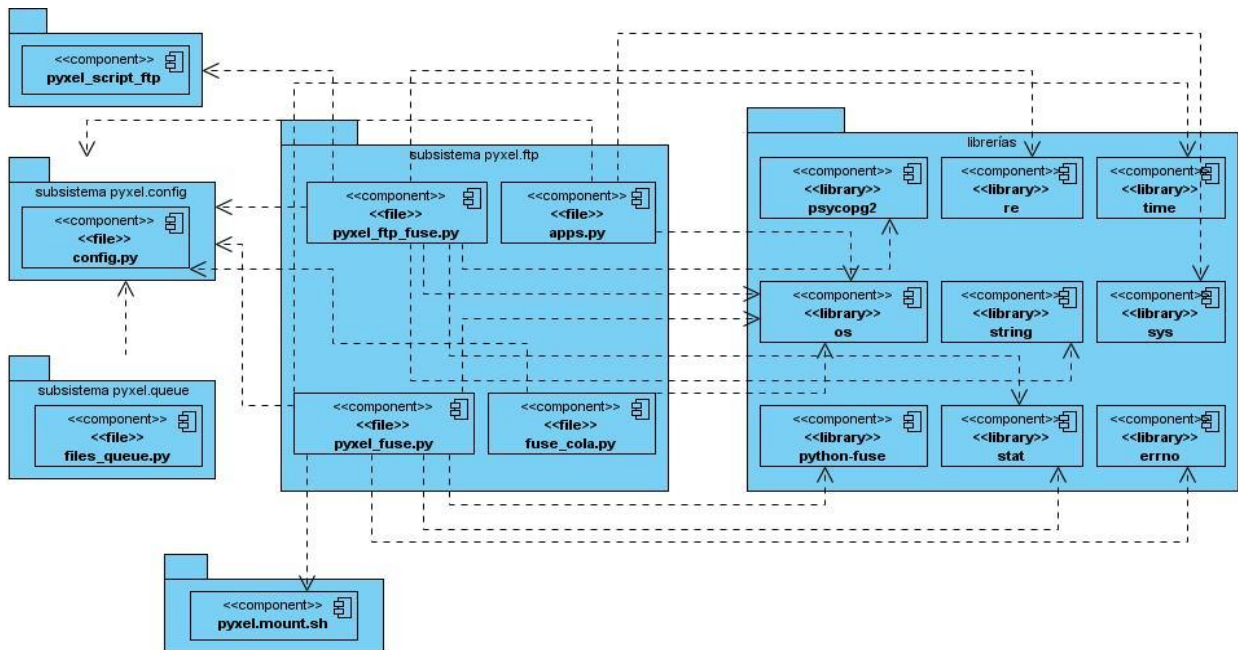 <<component>>
pyxel_script_ftp
subsistema pyxel.config
<<component>>
<<file>>
config.py
subsistema pyxel.queue
<<component>>
<<file>>
files_queue.py
subsistema pyxel.ftp
<<component>>
<<file>>
pyxel_ftp_fuse.py
<<component>>
<<file>>
apps.py
<<component>>
<<file>>
pyxel_fuse.py
<<component>>
<<file>>
fuse_cola.py
<<component>>
pyxel.mount.sh
librerías
<<component>>
<<library>>
psycopg2
<<component>>
<<library>>
re
<<component>>
<<library>>
time
<<component>>
<<library>>
os
<<component>>
<<library>>
string
<<component>>
<<library>>
sys
<<component>>
<<library>>
python-fuse
<<component>>
<<library>>
stat
<<component>>
<<library>>
errno